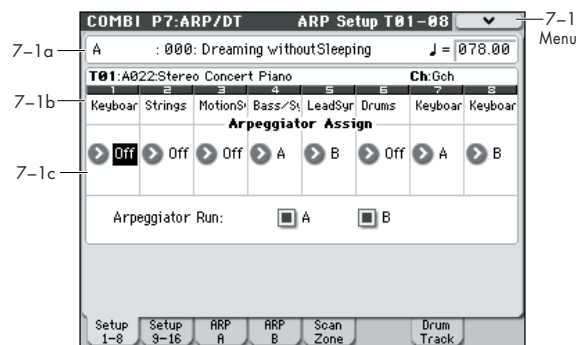 COMBI P7:ARP/DT ARP Setup T01-08
7–1
Menu
7–1a
A : 000: Dreaming withoutSleeping ♩= 078.00
T01:A022:Stereo Concert Piano Ch:Gch
7–1b
1 2 3 4 5 6 7 8
Keyboar Strings MotionS Bass/Sy LeadSyr Drums Keyboar Keyboar
Arpeggiator Assign
7–1c
Off Off Off A B Off A B
Arpeggiator Run: A B
Setup 1-8 Setup 9-16 ARP A ARP B Scan Zone Drum Track